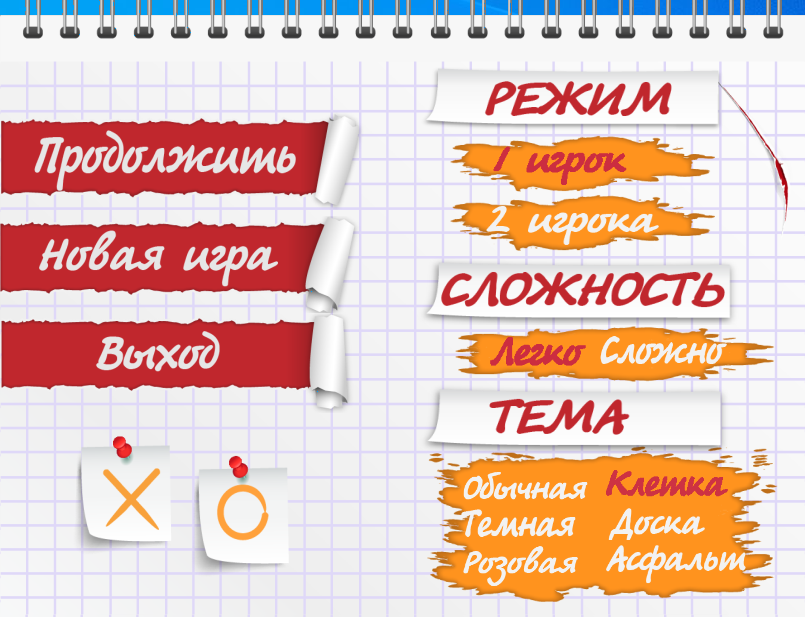 Продолжить
Новая игра
Выход
РЕЖИМ
1 игрок
2 игрока
СЛОЖНОСТЬ
Легко Сложно
ТЕМА
Обычная Клетка
Темная Доска
Розовая Асфальт